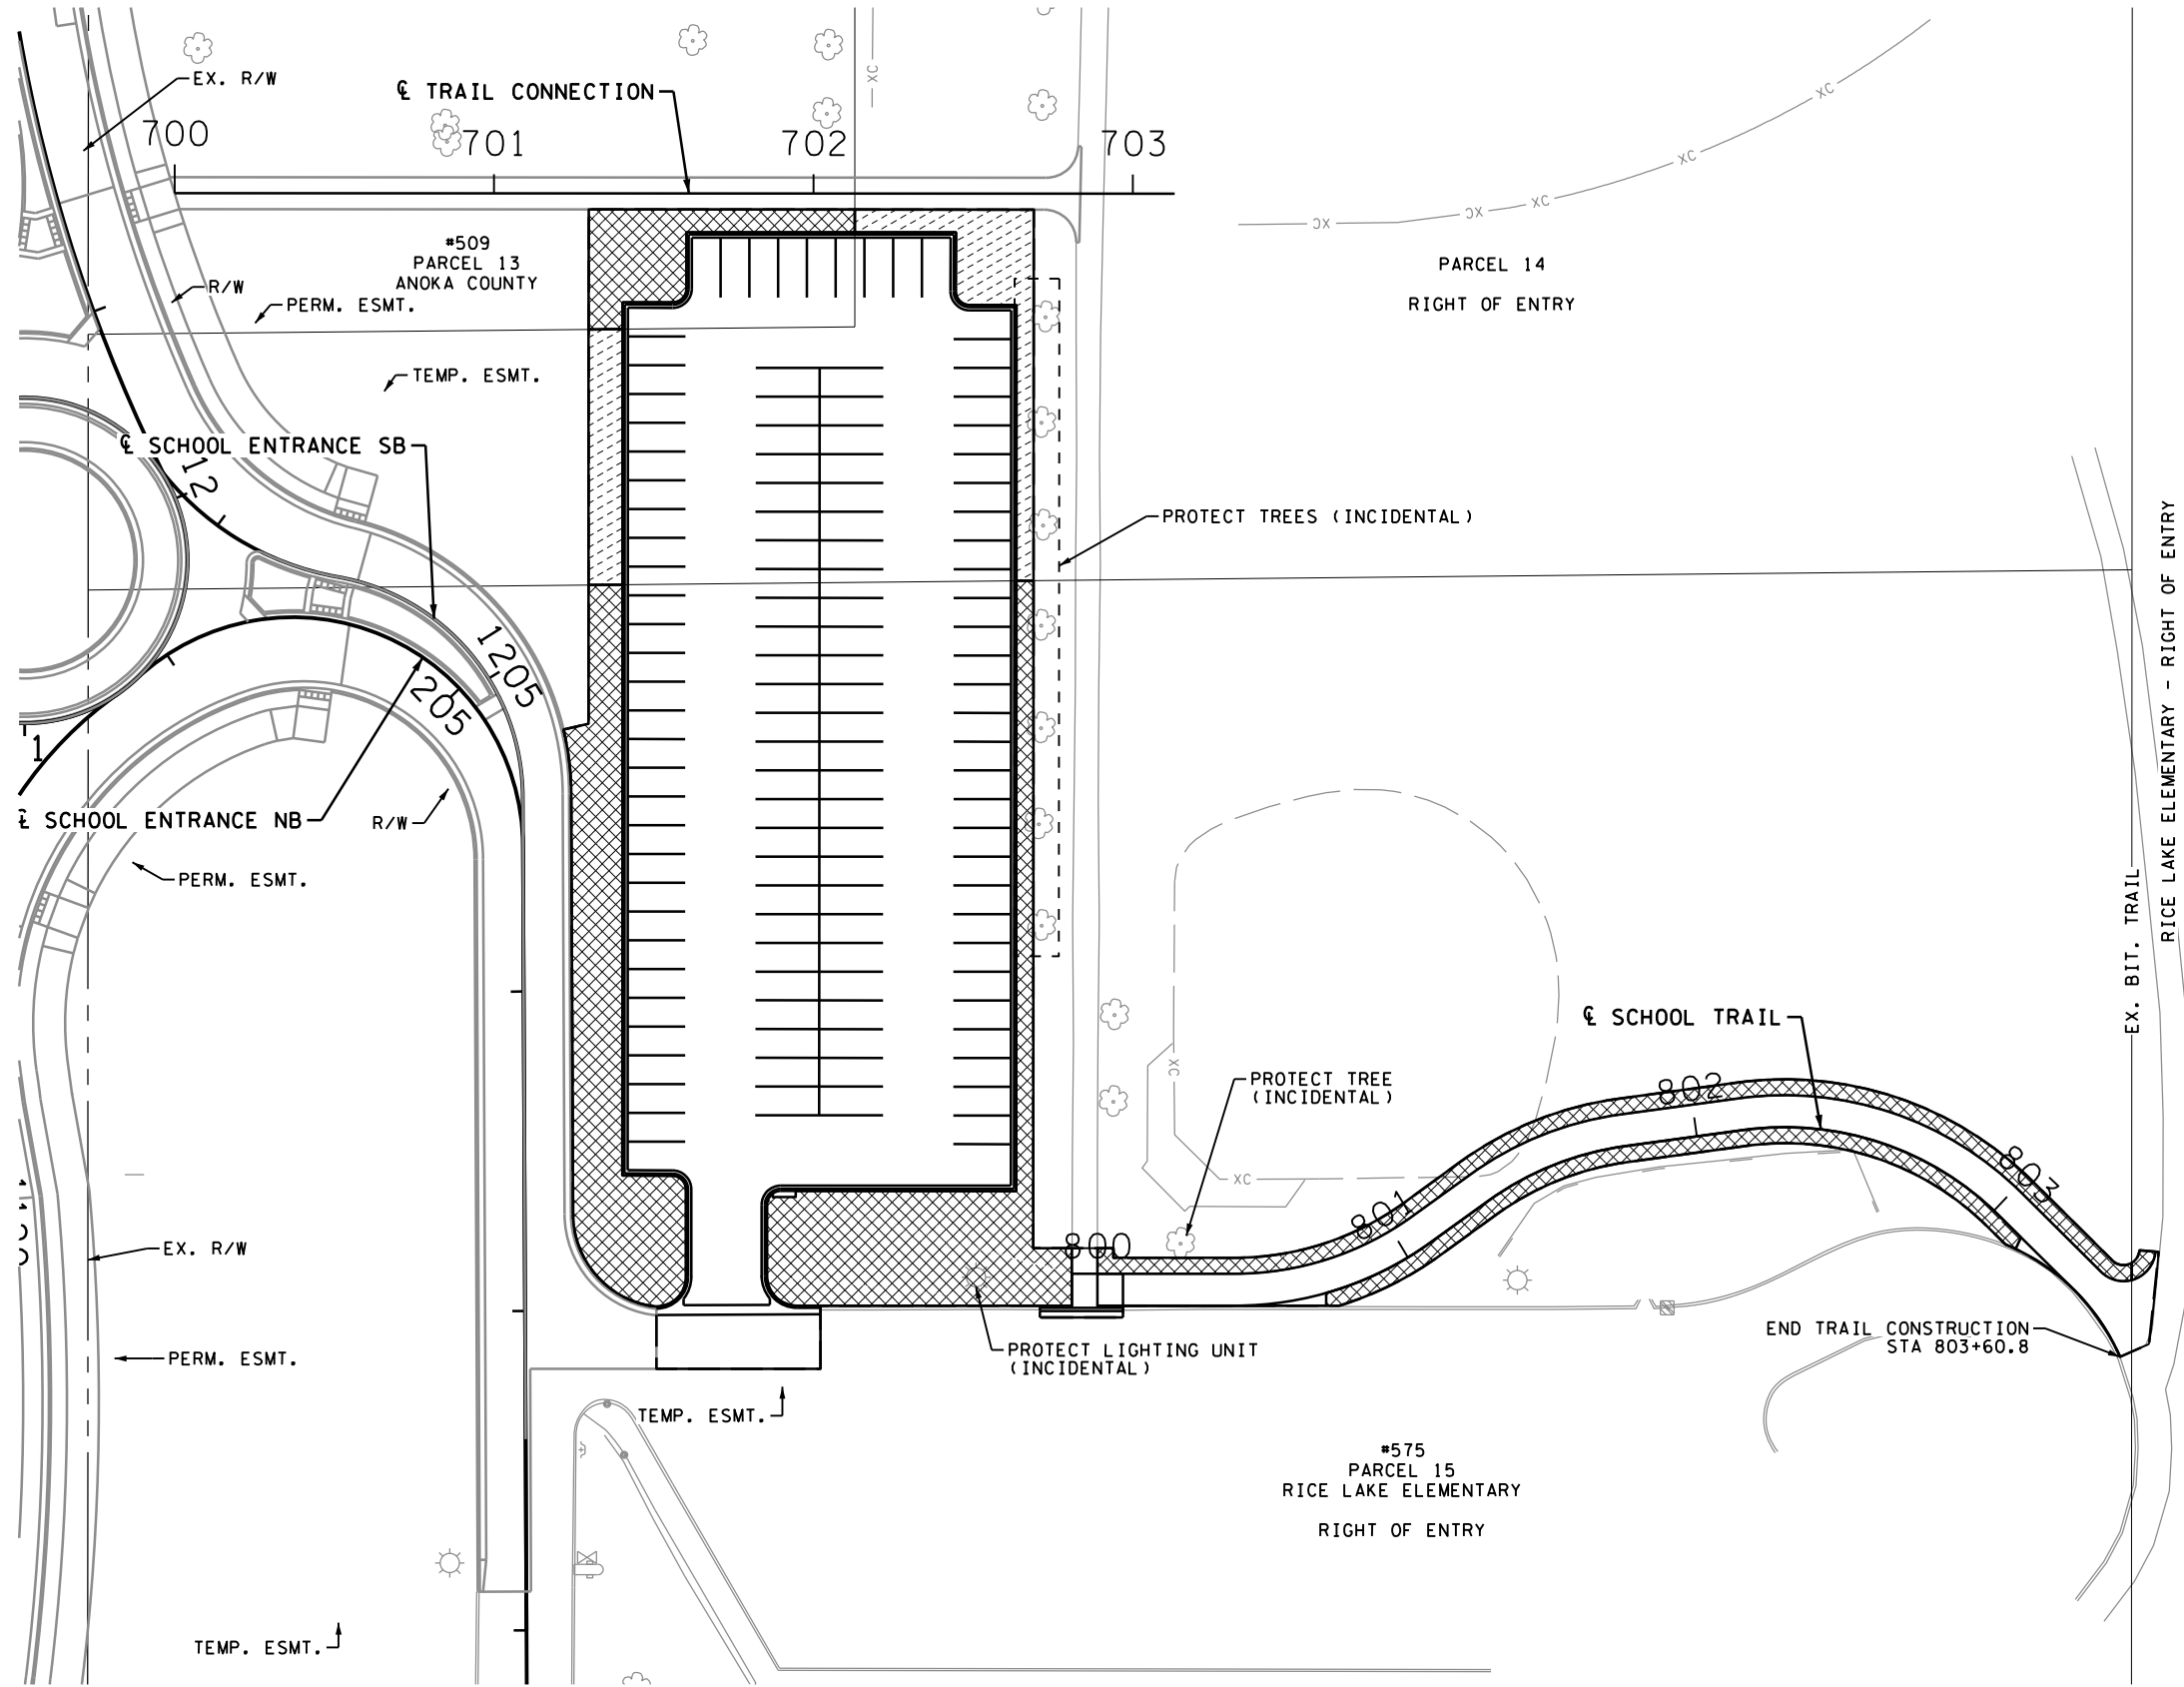 EX. R/W
℄ TRAIL CONNECTION
XC
XC
700
701
702
703
XC
XC
XC
XC
#509
PARCEL 13
ANOKA COUNTY
R/W
PERM. ESMT.
PARCEL 14
RIGHT OF ENTRY
TEMP. ESMT.
℄ SCHOOL ENTRANCE SB
12
PROTECT TREES (INCIDENTAL)
RICE LAKE ELEMENTARY - RIGHT OF ENTRY
1205
205
1
℄ SCHOOL ENTRANCE NB
R/W
PERM. ESMT.
EX. BIT. TRAIL
℄ SCHOOL TRAIL
XC
PROTECT TREE
(INCIDENTAL)
802
803
XC
801
800
EX. R/W
END TRAIL CONSTRUCTION
STA 803+60.8
PROTECT LIGHTING UNIT
(INCIDENTAL)
PERM. ESMT.
TEMP. ESMT.
#575
PARCEL 15
RICE LAKE ELEMENTARY
RIGHT OF ENTRY
TEMP. ESMT.